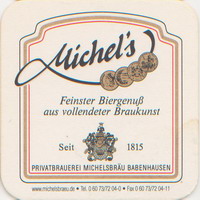 Michel's
Feinster Biergenuß
aus vollendeter Braukunst
Seit 1815
PRIVATBRAUEREI MICHELSBRÄU BABENHAUSEN
www.michelsbraeu.de • Tel. 0 60 73/72 04-0 • Fax 0 60 73/72 04-11